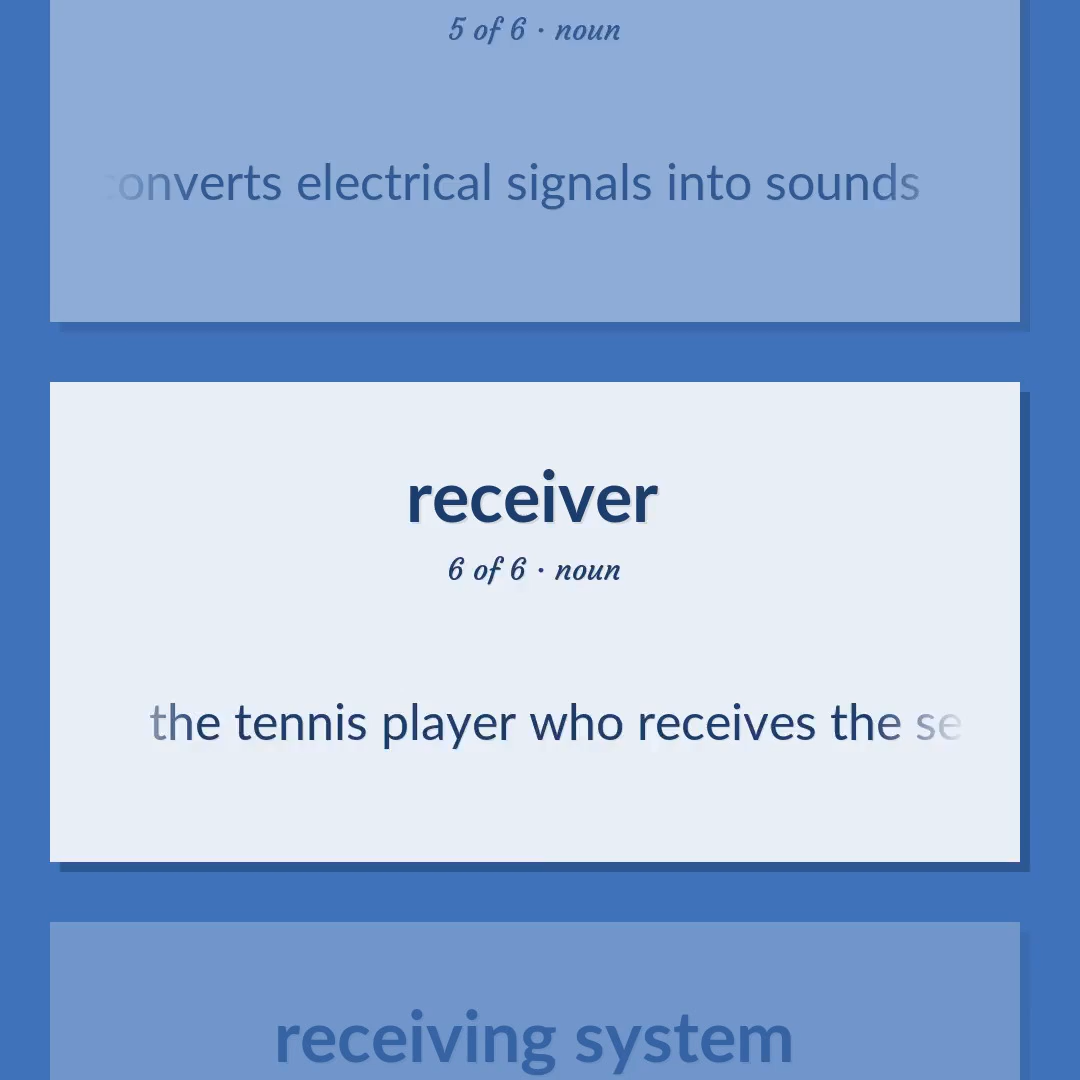 5 of 6 · noun
converts electrical signals into sounds
receiver
6 of 6 · noun
the tennis player who receives the
receiving system